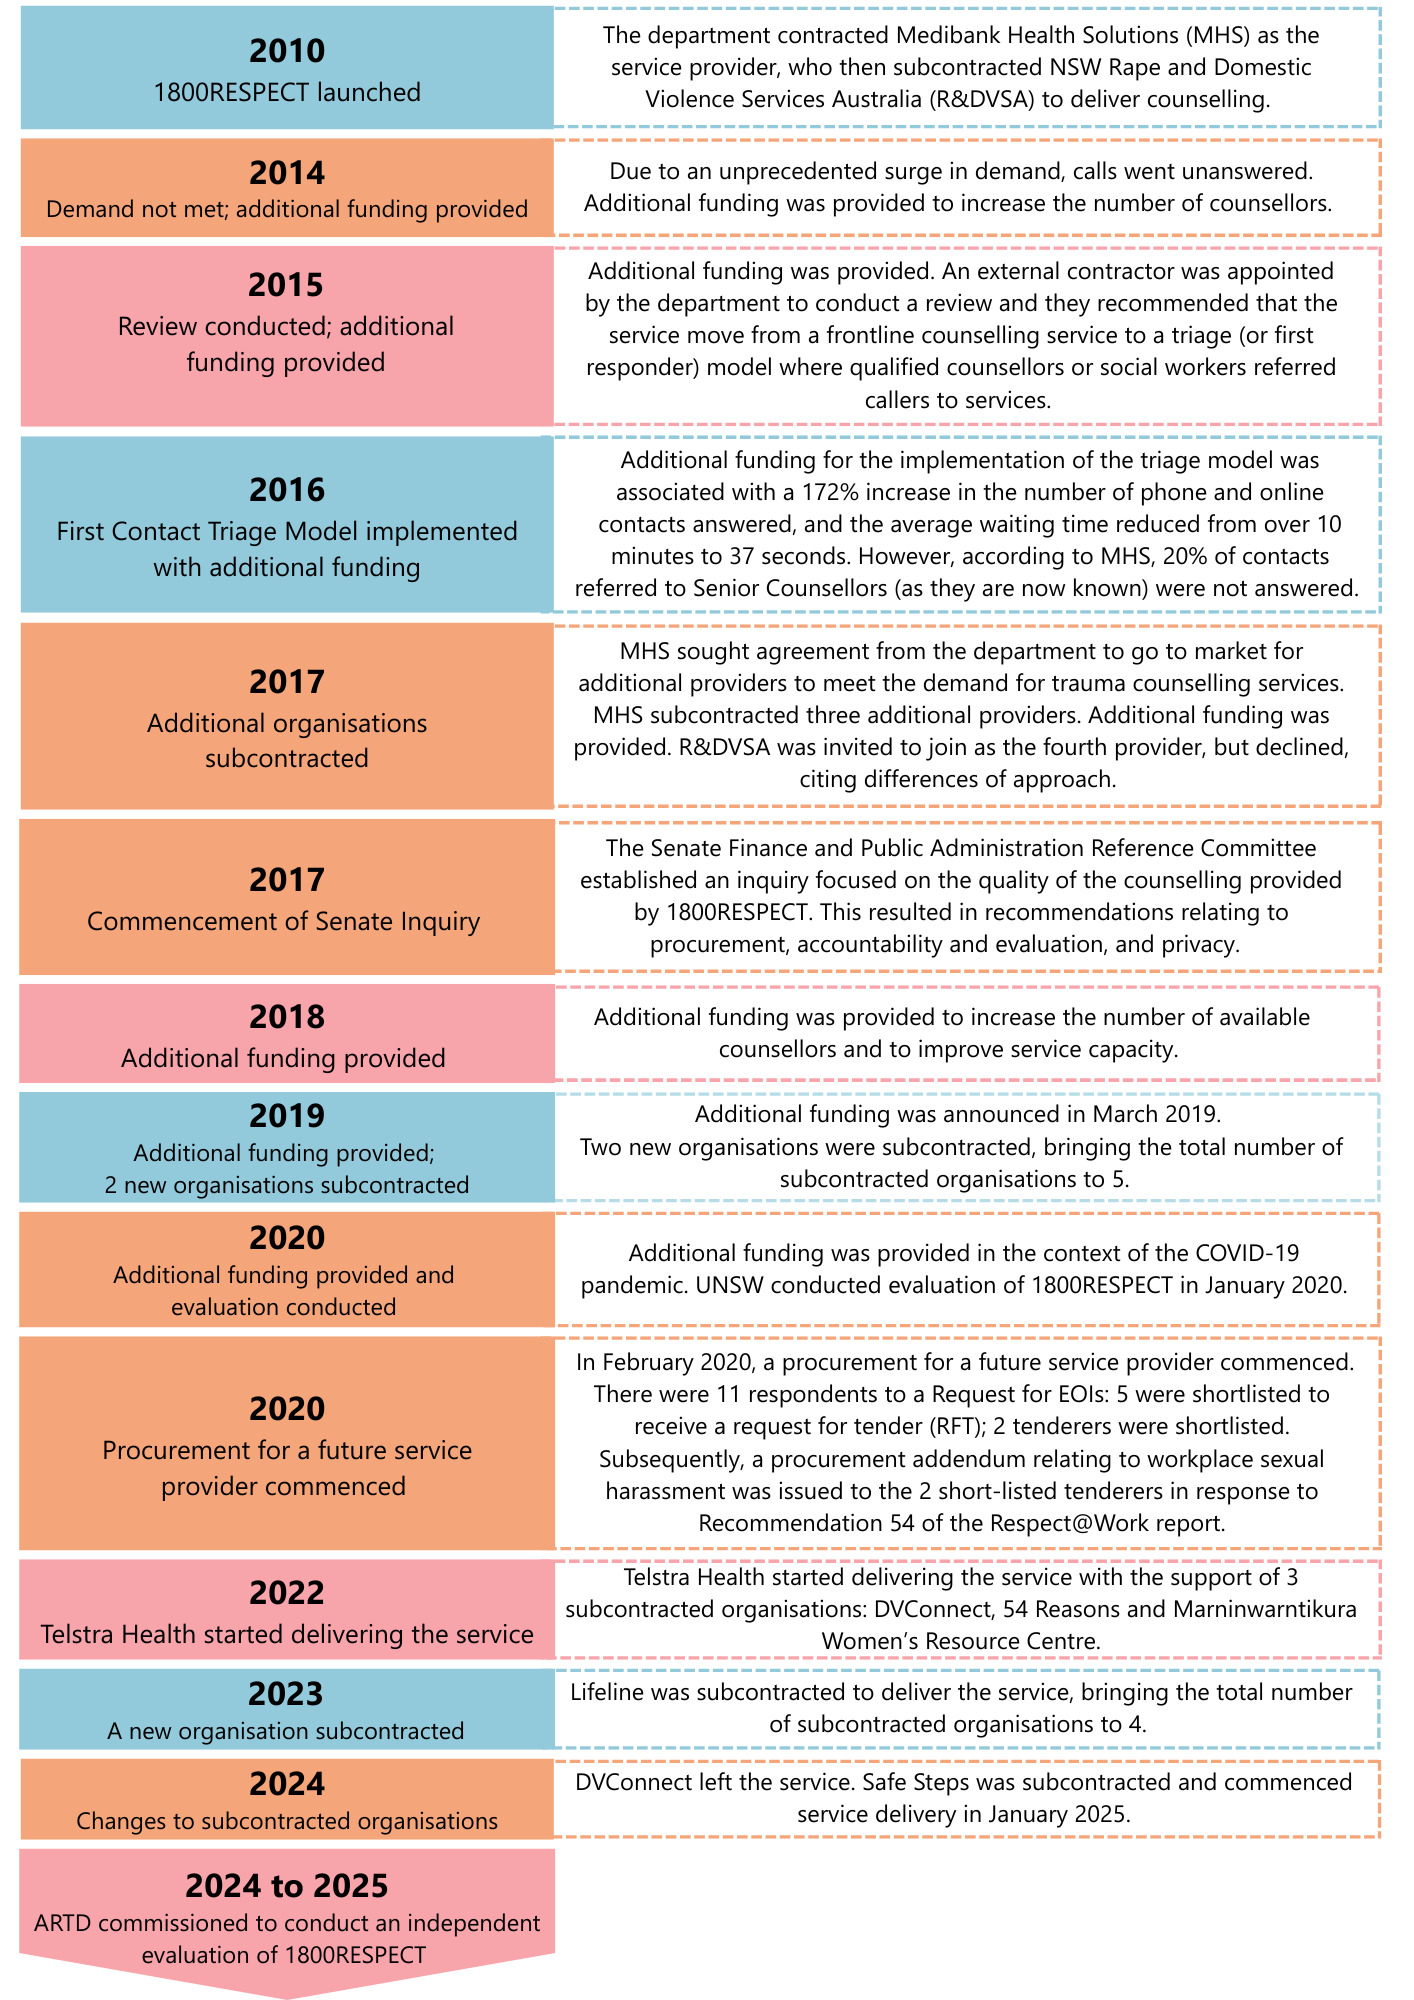 2010
1800RESPECT launched
The department contracted Medibank Health Solutions (MHS) as the
service provider, who then subcontracted NSW Rape and Domestic
Violence Services Australia (R&DVSA) to deliver counselling.
2014
Demand not met; additional funding provided
Due to an unprecedented surge in demand, calls went unanswered.
Additional funding was provided to increase the number of counsellors.
2015
Review conducted; additional
funding provided
Additional funding was provided. An external contractor was appointed
by the department to conduct a review and they recommended that the
service move from a frontline counselling service to a triage (or first
responder) model where qualified counsellors or social workers referred
callers to services.
2016
First Contact Triage Model implemented
with additional funding
Additional funding for the implementation of the triage model was
associated with a 172% increase in the number of phone and online
contacts answered, and the average waiting time reduced from over 10
minutes to 37 seconds. However, according to MHS, 20% of contacts
referred to Senior Counsellors (as they are now known) were not answered.
2017
Additional organisations
subcontracted
MHS sought agreement from the department to go to market for
additional providers to meet the demand for trauma counselling services.
MHS subcontracted three additional providers. Additional funding was
provided. R&DVSA was invited to join as the fourth provider, but declined,
citing differences of approach.
2017
Commencement of Senate Inquiry
The Senate Finance and Public Administration Reference Committee
established an inquiry focused on the quality of the counselling provided
by 1800RESPECT. This resulted in recommendations relating to
procurement, accountability and evaluation, and privacy.
2018
Additional funding provided
Additional funding was provided to increase the number of available
counsellors and to improve service capacity.
2019
Additional funding provided;
2 new organisations subcontracted
Additional funding was announced in March 2019.
Two new organisations were subcontracted, bringing the total number of
subcontracted organisations to 5.
2020
Additional funding provided and
evaluation conducted
Additional funding was provided in the context of the COVID-19
pandemic. UNSW conducted evaluation of 1800RESPECT in January 2020.
2020
Procurement for a future service
provider commenced
In February 2020, a procurement for a future service provider commenced.
There were 11 respondents to a Request for EOIs: 5 were shortlisted to
receive a request for tender (RFT); 2 tenderers were shortlisted.
Subsequently, a procurement addendum relating to workplace sexual
harassment was issued to the 2 short-listed tenderers in response to
Recommendation 54 of the Respect@Work report.
2022
Telstra Health started delivering the service
Telstra Health started delivering the service with the support of 3
subcontracted organisations: DVConnect, 54 Reasons and Marninwarntikura
Women’s Resource Centre.
2023
A new organisation subcontracted
Lifeline was subcontracted to deliver the service, bringing the total number
of subcontracted organisations to 4.
2024
Changes to subcontracted organisations
DVConnect left the service. Safe Steps was subcontracted and commenced
service delivery in January 2025.
2024 to 2025
ARTD commissioned to conduct an independent
evaluation of 1800RESPECT